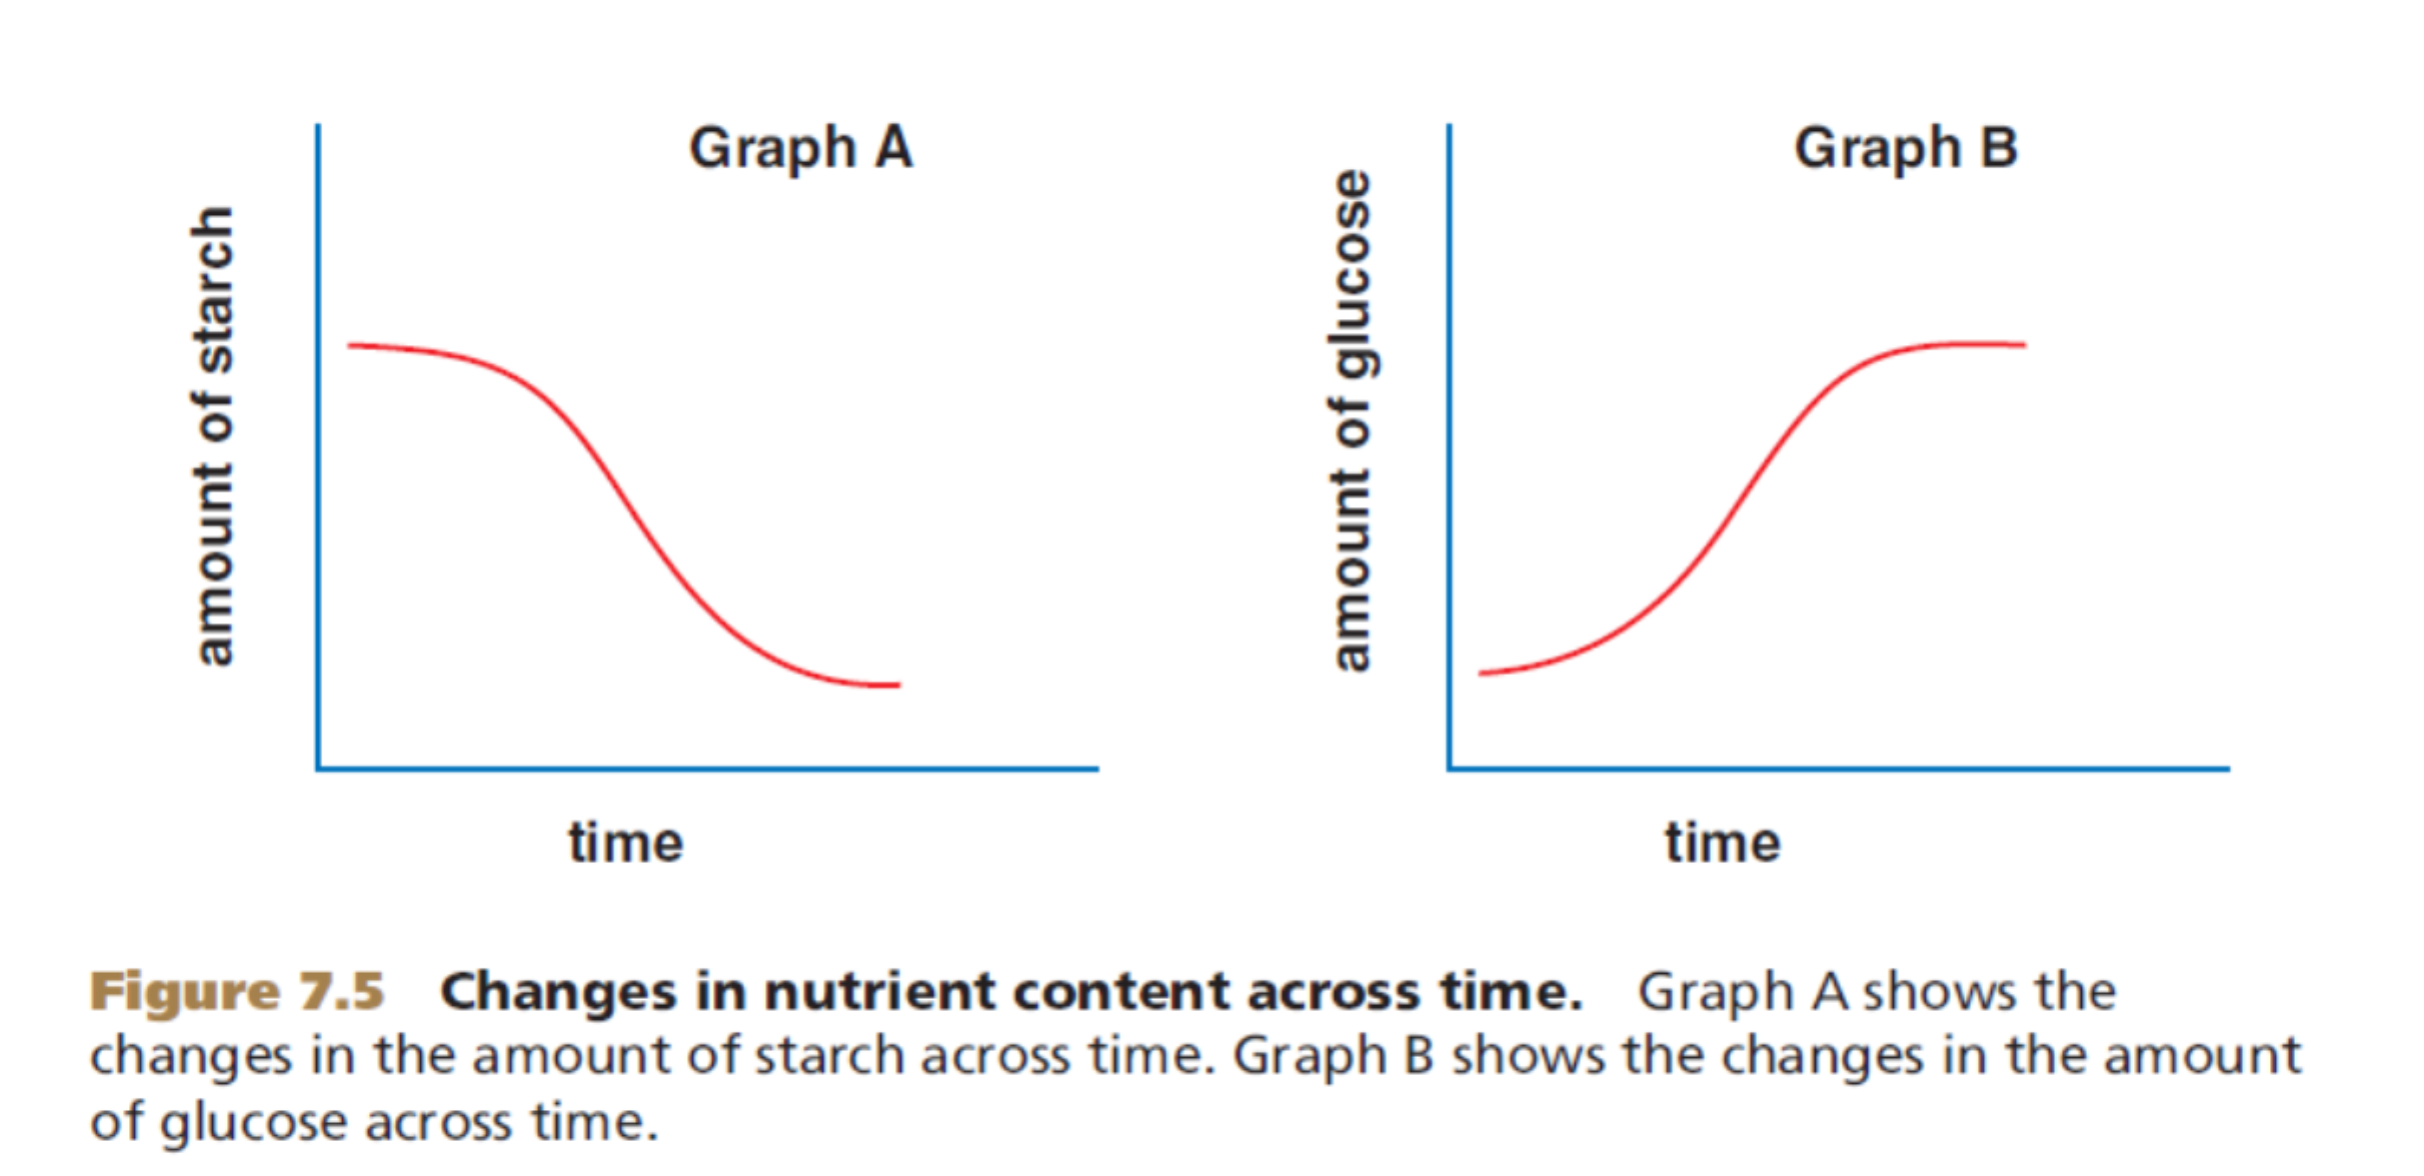 Graph A
amount of starch
time
Graph B
amount of glucose
time
Figure 7.5 Changes in nutrient content across time. Graph A shows the
changes in the amount of starch across time. Graph B shows the changes in the amount
of glucose across time.